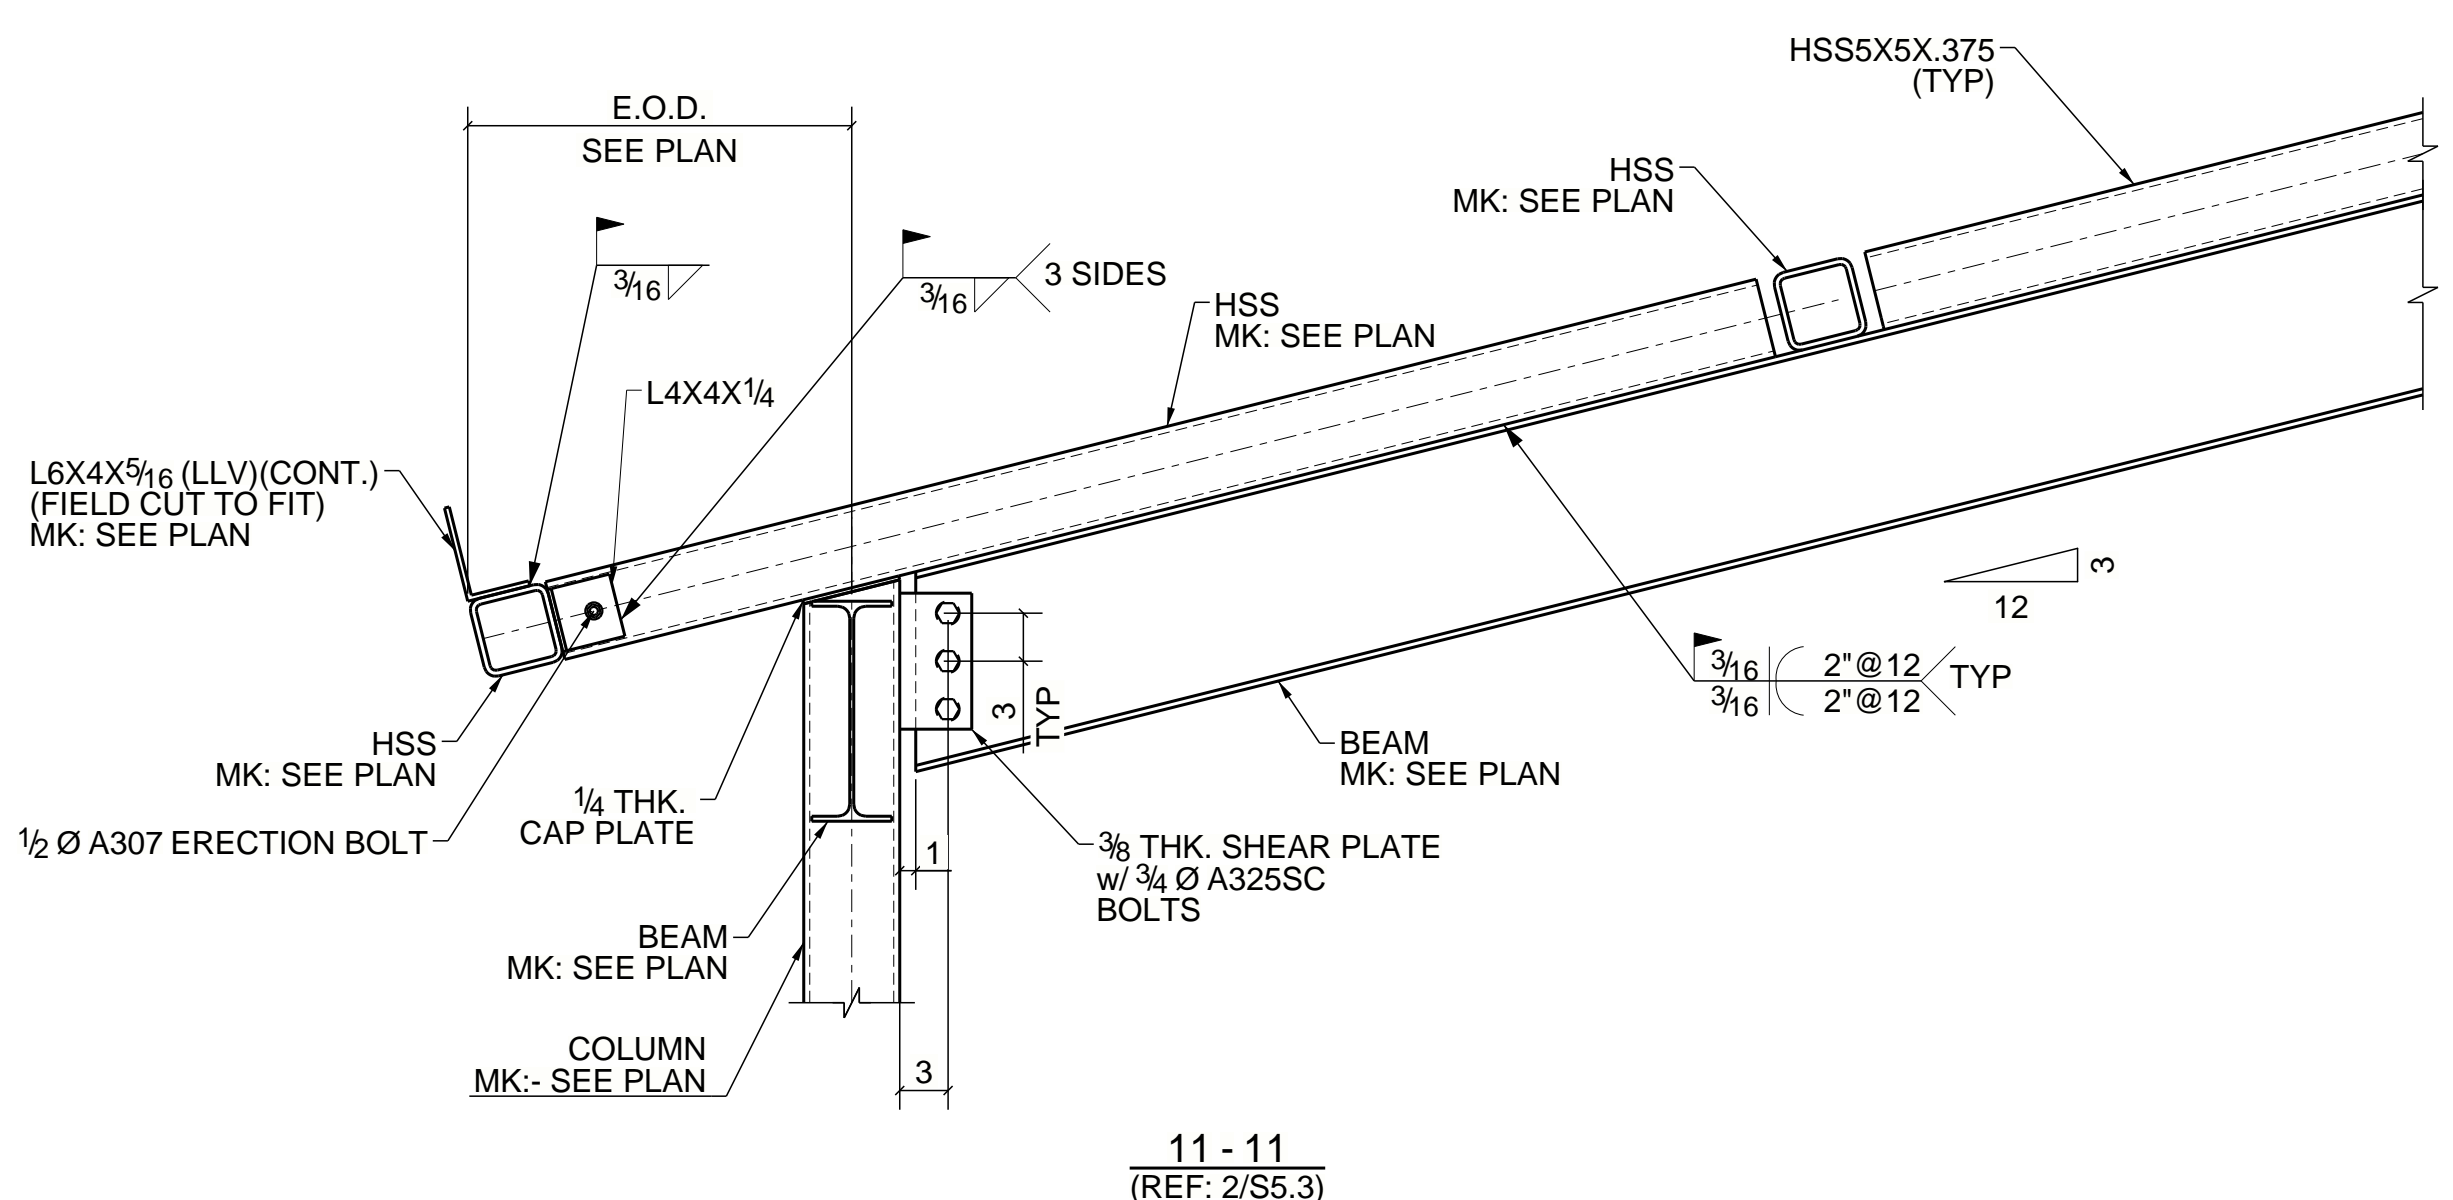 HSS5X5X.375
(TYP)
E.O.D.
SEE PLAN
HSS
MK: SEE PLAN
3/16
3/16
3 SIDES
HSS
MK: SEE PLAN
L4X4X1/4
L6X4X5/16 (LLV)(CONT.)
(FIELD CUT TO FIT)
MK: SEE PLAN
3
12
3/16 2"@12
3/16 2"@12
TYP
3
TYP
HSS
MK: SEE PLAN
BEAM
MK: SEE PLAN
1/4 THK.
CAP PLATE
1/2 Ø A307 ERECTION BOLT
1
3/8 THK. SHEAR PLATE
w/ 3/4 Ø A325SC
BOLTS
BEAM
MK: SEE PLAN
COLUMN
MK:- SEE PLAN
3
11 - 11
(REF: 2/S5.3)